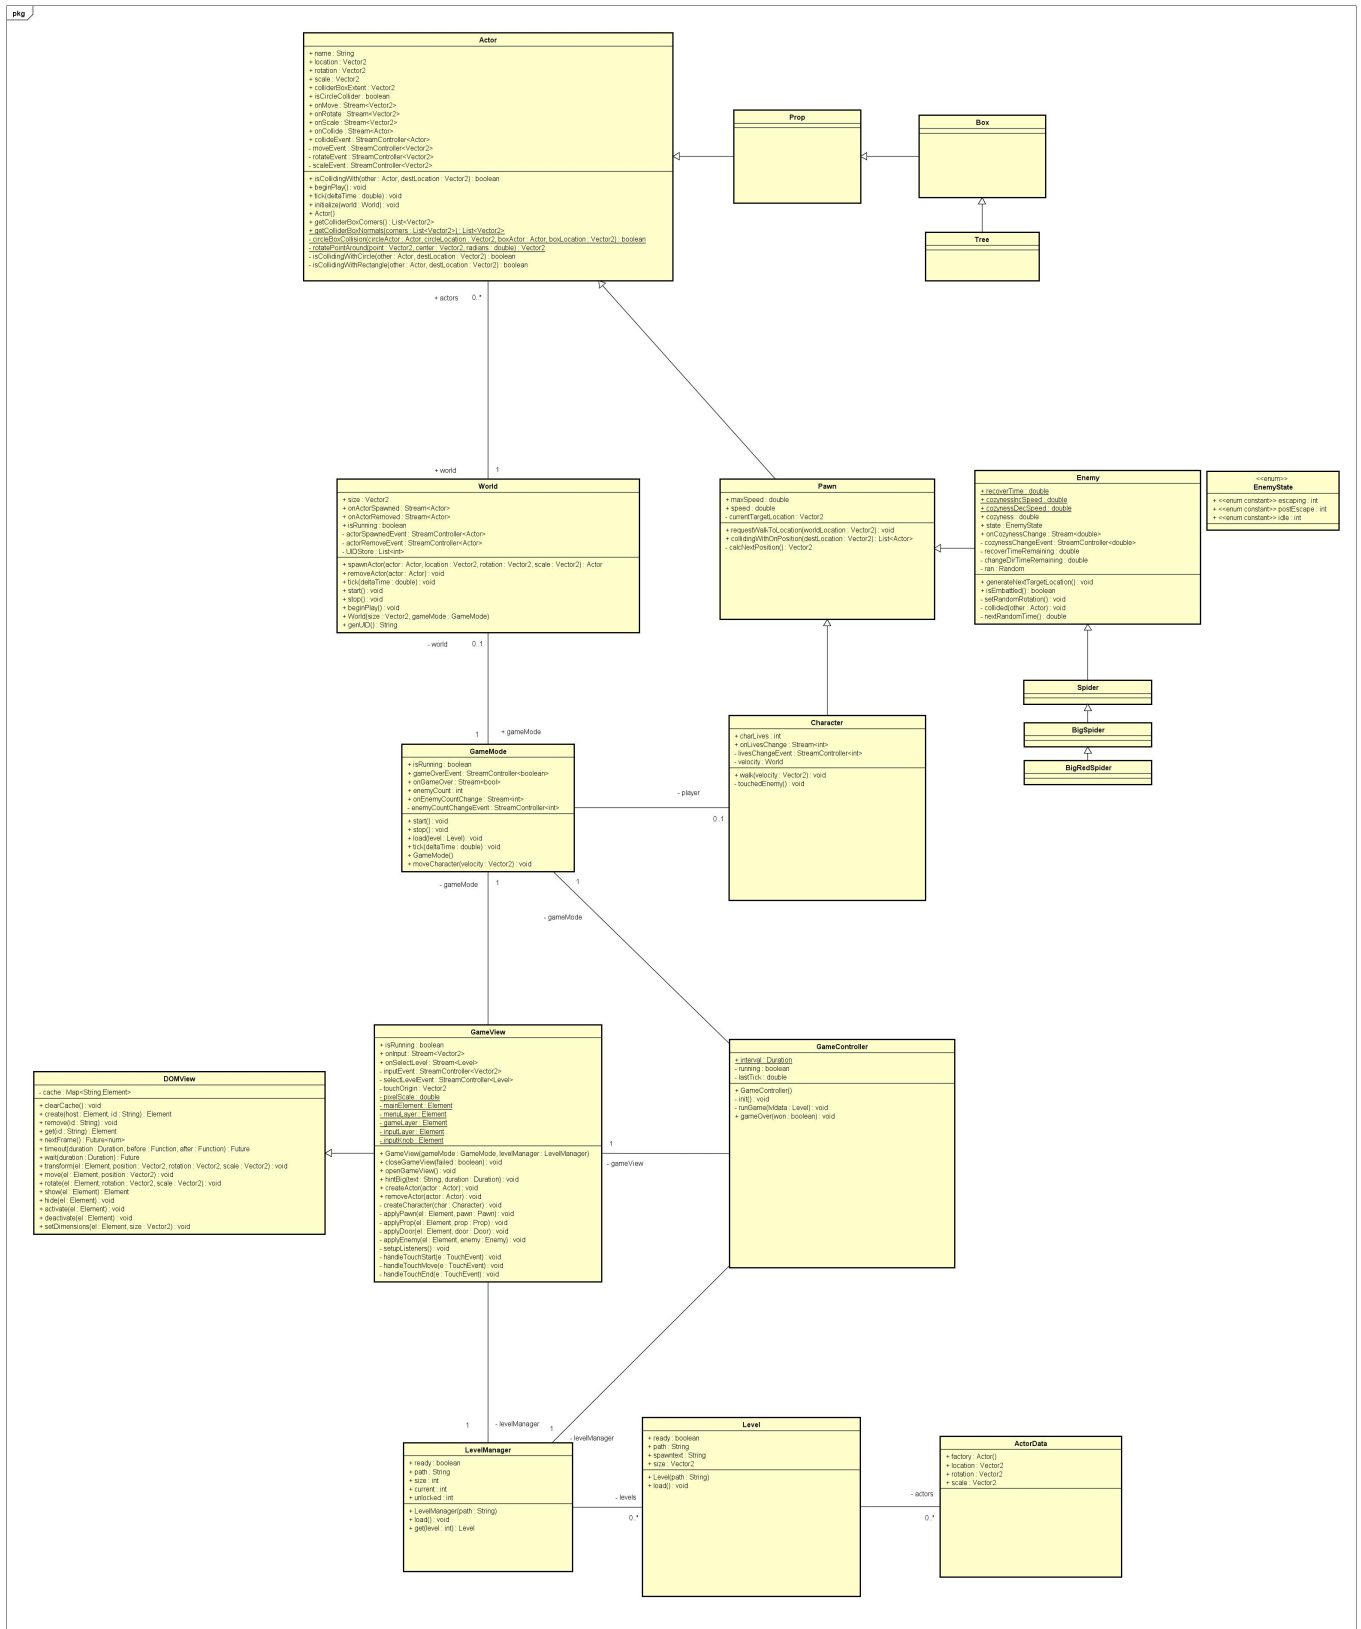 pkg
Actor
+ name : String
+ location : Vector2
+ rotation : Vector2
+ scale : Vector2
+ colliderBoxExtent : Vector2
+ isCircleCollider : boolean
+ onMove : Stream<Vector2>
+ onRotate : Stream<Vector2>
+ onScale : Stream<Vector2>
+ onCollide : Stream<Actor>
+ collideEvent : StreamController<Actor>
- moveEvent : StreamController<Vector2>
- rotateEvent : StreamController<Vector2>
- scaleEvent : StreamController<Vector2>
+ isCollidingWith(other : Actor, destLocation : Vector2) : boolean
+ beginPlay() : void
+ tick(deltaTime : double) : void
+ initialize(world : World) : void
+ Actor()
+ getColliderBoxCorners() : List<Vector2>
+ getColliderBoxNormals(corners : List<Vector2>) : List<Vector2>
- circleBoxCollision(circleActor : Actor, circleLocation : Vector2, boxActor : Actor, boxLocation : Vector2) : boolean
- rotatePointAround(point : Vector2, center : Vector2, radians : double) : Vector2
- isCollidingWithCircle(other : Actor, destLocation : Vector2) : boolean
- isCollidingWithRectangle(other : Actor, destLocation : Vector2) : boolean
Prop
Box
Tree
+ actors
0..*
+ world
1
World
+ size : Vector2
+ onActorSpawned : Stream<Actor>
+ onActorRemoved : Stream<Actor>
+ isRunning : boolean
- actorSpawnedEvent : StreamController<Actor>
- actorRemoveEvent : StreamController<Actor>
- UIDStore : List<int>
+ spawnActor(actor : Actor, location : Vector2, rotation : Vector2, scale : Vector2) : Actor
+ removeActor(actor : Actor) : void
+ tick(deltaTime : double) : void
+ start() : void
+ stop() : void
+ beginPlay() : void
+ World(size : Vector2, gameMode : GameMode)
+ genUID() : String
Pawn
+ maxSpeed : double
+ speed : double
- currentTargetLocation : Vector2
+ requestWalkToLocation(worldLocation : Vector2) : void
+ collidingWithOnPosition(destLocation : Vector2) : List<Actor>
- calcNextPosition() : Vector2
Enemy
+ recoverTime : double
+ cozynessIncSpeed : double
+ cozynessDecSpeed : double
+ cozyness : double
+ state : EnemyState
+ onCozynessChange : Stream<double>
- cozynessChangeEvent : StreamController<double>
- recoverTimeRemaining : double
- changeDirTimeRemaining : double
- ran : Random
+ generateNextTargetLocation() : void
+ isEmbattled() : boolean
- setRandomRotation() : void
- collided(other : Actor) : void
- nextRandomTime() : double
<<enum>>
EnemyState
+ <<enum constant>> escaping : int
+ <<enum constant>> postEscape : int
+ <<enum constant>> idle : int
- world
0..1
1
+ gameMode
Spider
BigSpider
BigRedSpider
GameMode
+ isRunning : boolean
+ gameOverEvent : StreamController<boolean>
+ onGameOver : Stream<bool>
+ enemyCount : int
+ onEnemyCountChange : Stream<int>
- enemyCountChangeEvent : StreamController<int>
+ start() : void
+ stop() : void
+ load(level : Level) : void
+ tick(deltaTime : double) : void
+ GameMode()
+ moveCharacter(velocity : Vector2) : void
- player
0..1
Character
+ charLives : int
+ onLivesChange : Stream<int>
- livesChangeEvent : StreamController<int>
- velocity : World
+ walk(velocity : Vector2) : void
- touchedEnemy() : void
- gameMode
1
1
- gameMode
DOMView
- cache : Map<String,Element>
+ clearCache() : void
+ create(host : Element, id : String) : Element
+ remove(id : String) : void
+ get(id : String) : Element
+ nextFrame() : Future<num>
+ timeout(duration : Duration, before : Function, after : Function) : Future
+ wait(duration : Duration) : Future
+ transform(el : Element, position : Vector2, rotation : Vector2, scale : Vector2) : void
+ move(el : Element, position : Vector2) : void
+ rotate(el : Element, rotation : Vector2, scale : Vector2) : void
+ show(el : Element) : Element
+ hide(el : Element) : void
+ activate(el : Element) : void
+ deactivate(el : Element) : void
+ setDimensions(el : Element, size : Vector2) : void
GameView
+ isRunning : boolean
+ onInput : Stream<Vector2>
+ onSelectLevel : Stream<Level>
- inputEvent : StreamController<Vector2>
- selectLevelEvent : StreamController<Level>
- touchOrigin : Vector2
- pixelScale : double
- mainElement : Element
- menuLayer : Element
- gameLayer : Element
- inputLayer : Element
- inputKnob : Element
+ GameView(gameMode : GameMode, levelManager : LevelManager)
+ closeGameView(failed : boolean) : void
+ openGameView() : void
+ hintBig(text : String, duration : Duration) : void
+ createActor(actor : Actor) : void
+ removeActor(actor : Actor) : void
- createCharacter(char : Character) : void
- applyPawn(el : Element, pawn : Pawn) : void
- applyProp(el : Element, prop : Prop) : void
- applyDoor(el : Element, door : Door) : void
- applyEnemy(el : Element, enemy : Enemy) : void
- setupListeners() : void
- handleTouchStart(e : TouchEvent) : void
- handleTouchMove(e : TouchEvent) : void
- handleTouchEnd(e : TouchEvent) : void
1
- gameView
GameController
+ interval : Duration
- running : boolean
- lastTick : double
+ GameController()
- init() : void
- runGame(lvldata : Level) : void
+ gameOver(won : boolean) : void
1
- levelManager
1
- levelManager
LevelManager
+ ready : boolean
+ path : String
+ size : int
+ current : int
+ unlocked : int
+ LevelManager(path : String)
+ load() : void
+ get(level : int) : Level
- levels
0..*
Level
+ ready : boolean
+ path : String
+ spawntext : String
+ size : Vector2
+ Level(path : String)
+ load() : void
- actors
0..*
ActorData
+ factory : Actor()
+ location : Vector2
+ rotation : Vector2
+ scale : Vector2